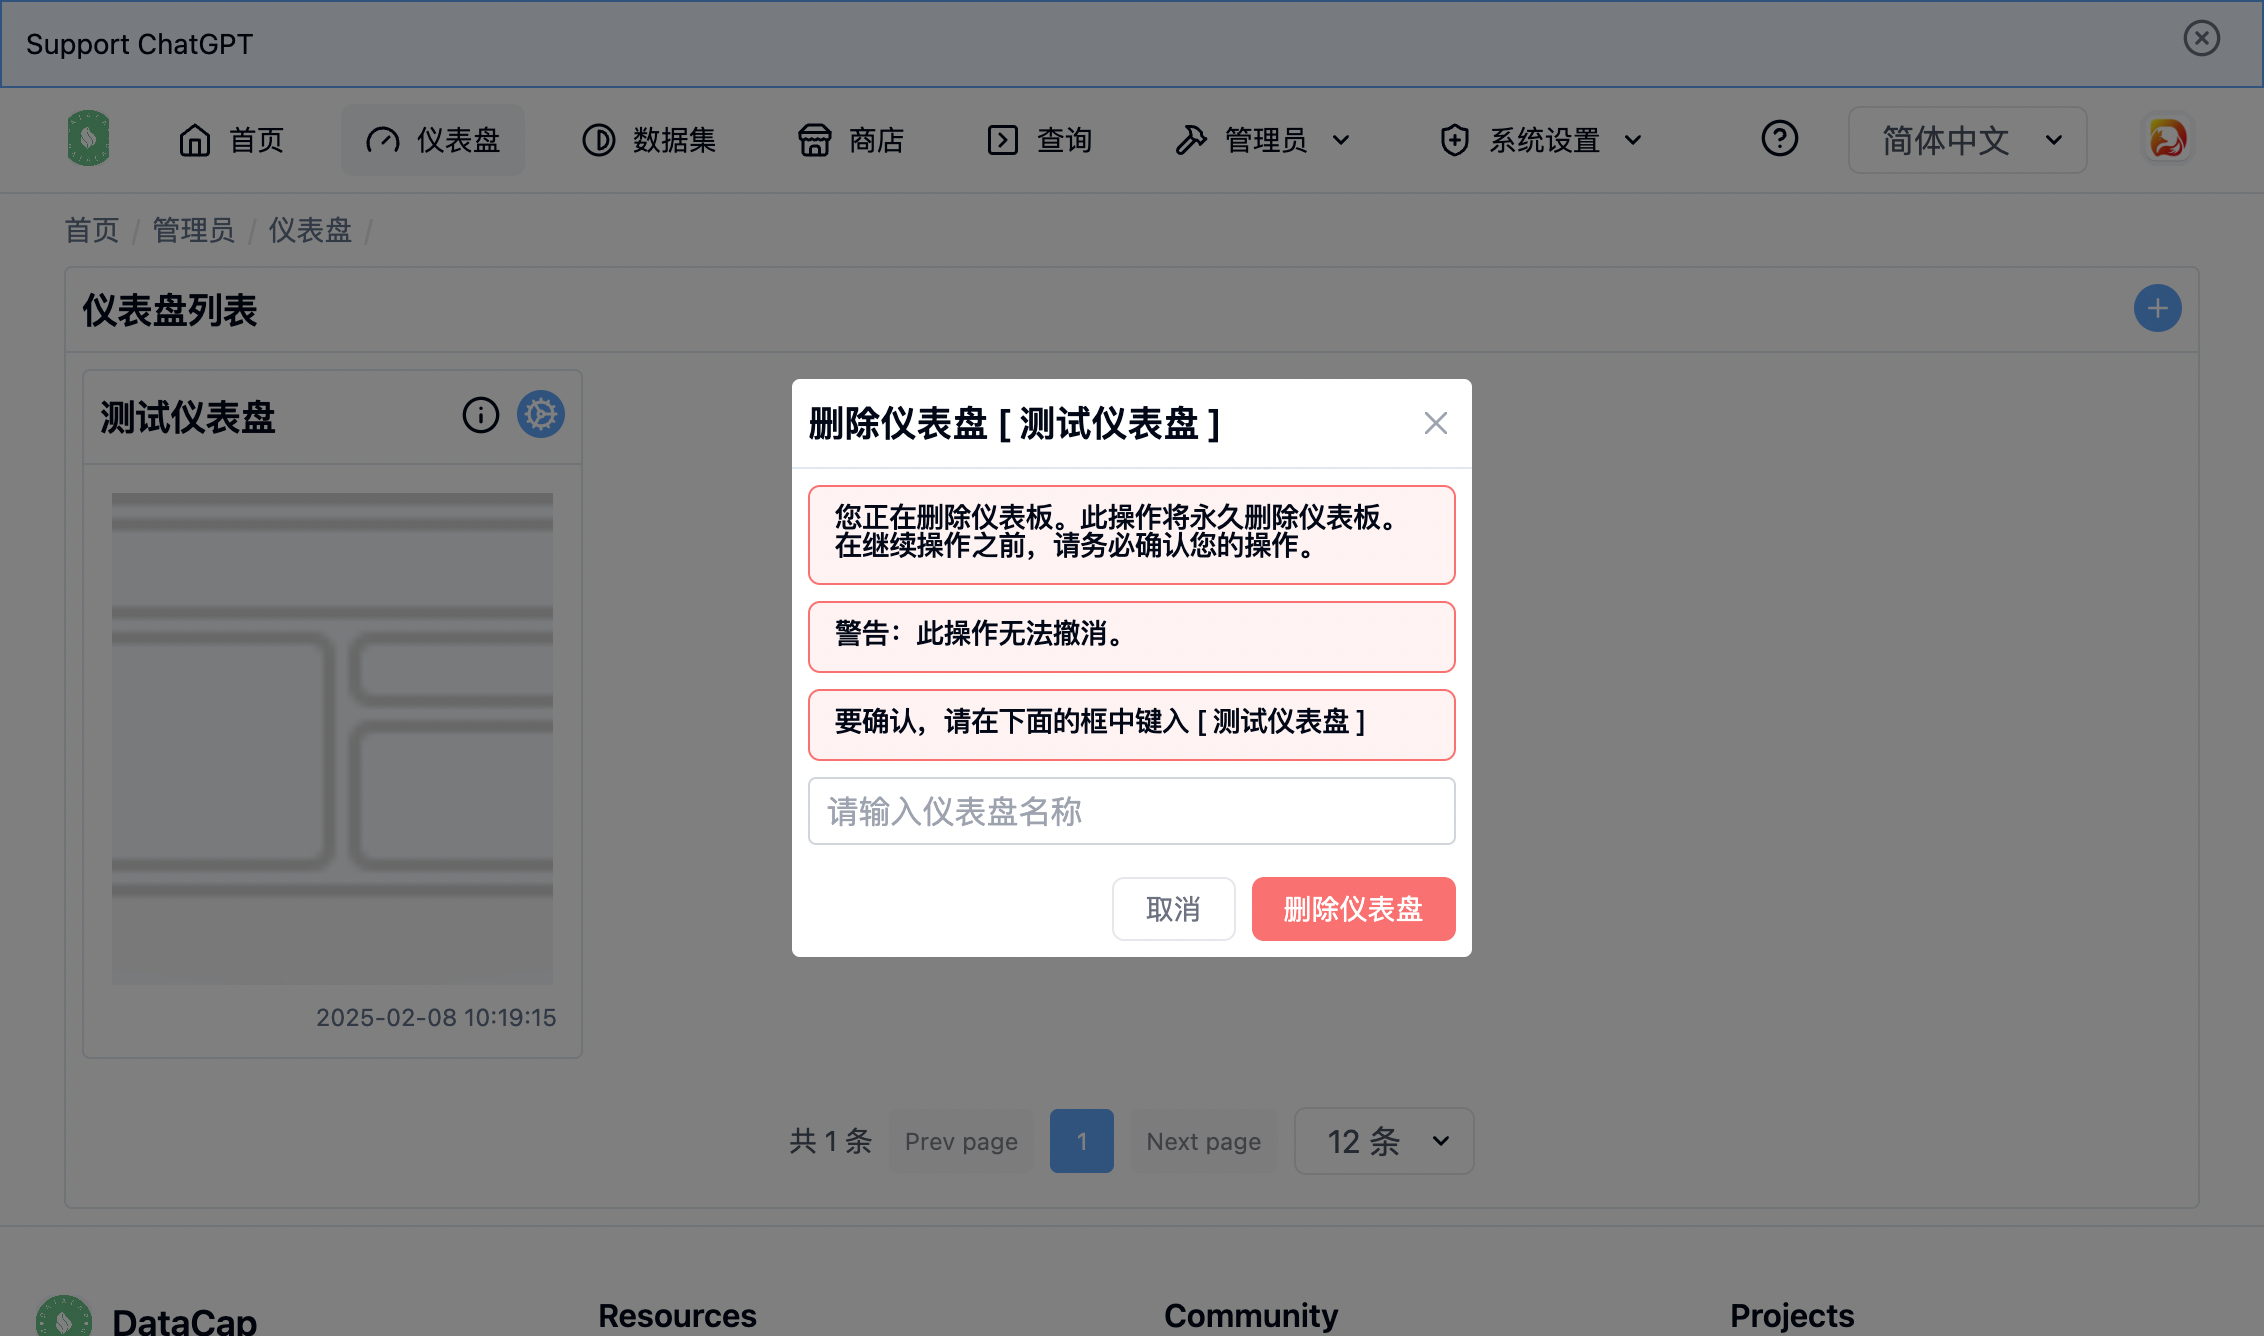 Support ChatGPT
首页
仪表盘
数据集
商店
查询
管理员
系统设置
简体中文
首页 / 管理员 / 仪表盘 /
仪表盘列表
测试仪表盘
2025-02-08 10:19:15
删除仪表盘 [ 测试仪表盘 ]
您正在删除仪表板。此操作将永久删除仪表板。
在继续操作之前，请务必确认您的操作。
警告：此操作无法撤消。
要确认，请在下面的框中键入 [ 测试仪表盘 ]
请输入仪表盘名称
取消
删除仪表盘
共 1 条
Prev page
1
Next page
12 条
DataCap
Resources
Community
Projects